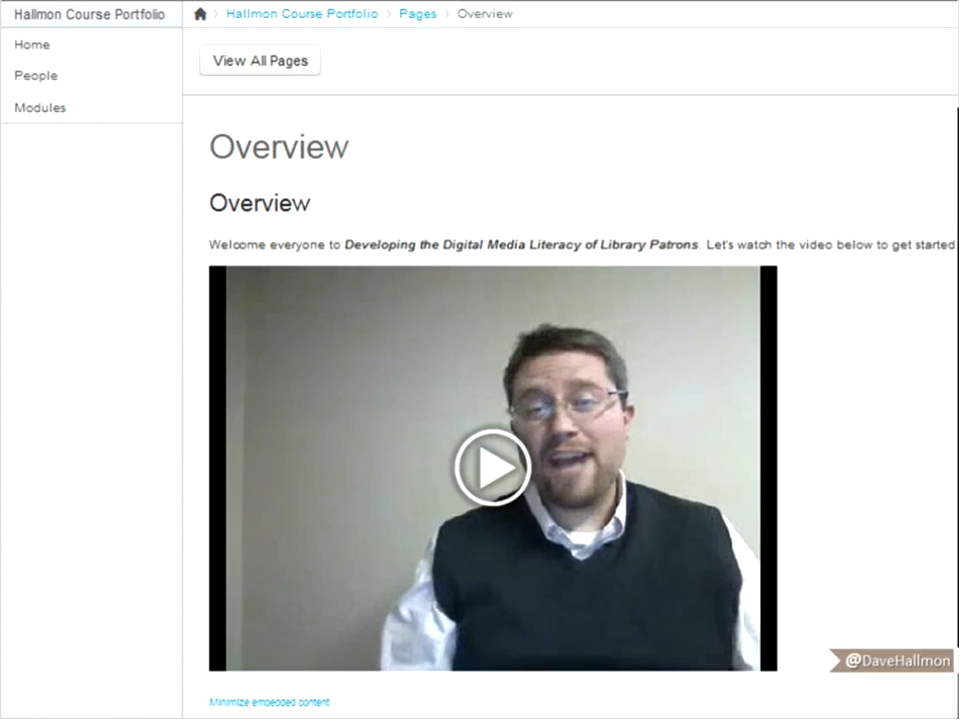 Hallmon Course Portfolio
Hallmon Course Portfolio Pages Overview
Home
People
Modules
View All Pages
Overview
Overview
Welcome everyone to Developing the Digital Media Literacy of Library Patrons. Let's watch the video below to get started
@DaveHallmon
Minimize embedded content